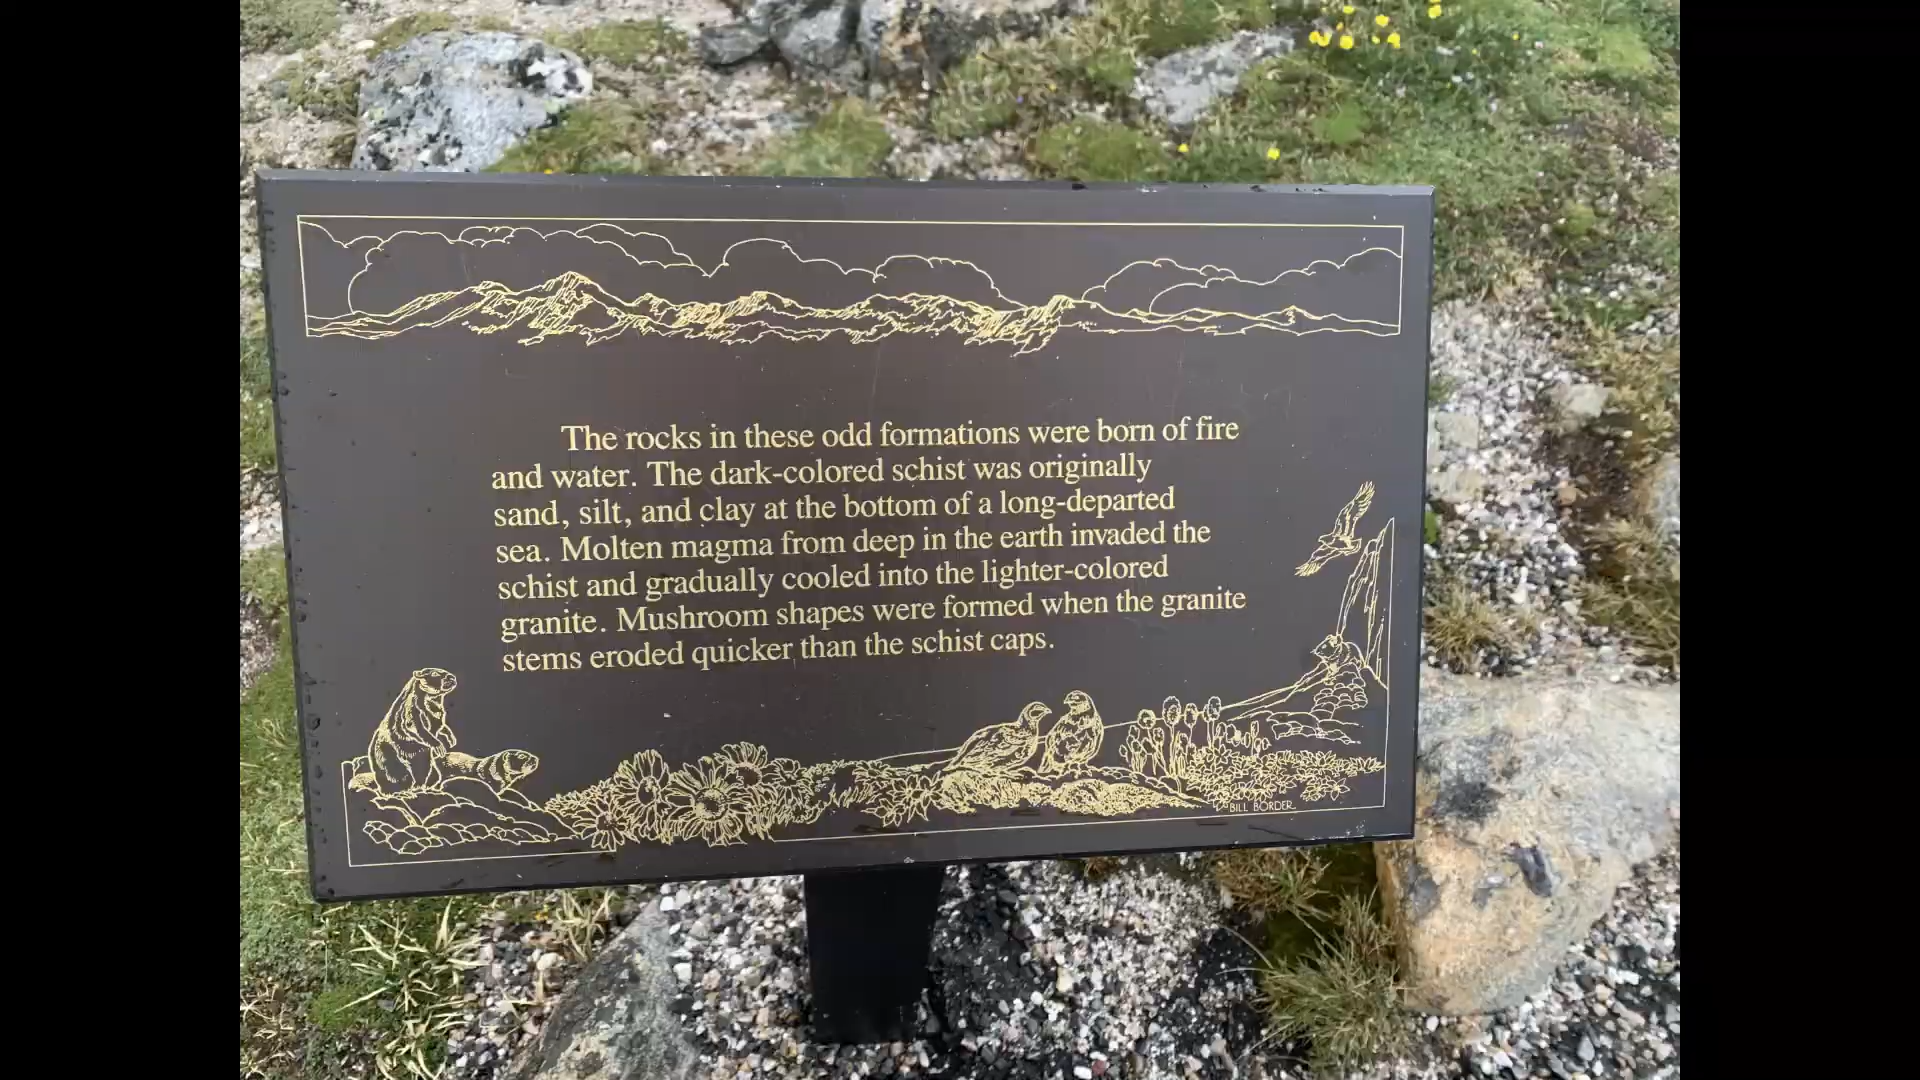 The rocks in these odd formations were born of fire
and water. The dark-colored schist was originally
sand, silt, and clay at the bottom of a long-departed
sea. Molten magma from deep in the earth invaded the
schist and gradually cooled into the lighter-colored
granite. Mushroom shapes were formed when the granite
stems eroded quicker than the schist caps.
BILL BORDER